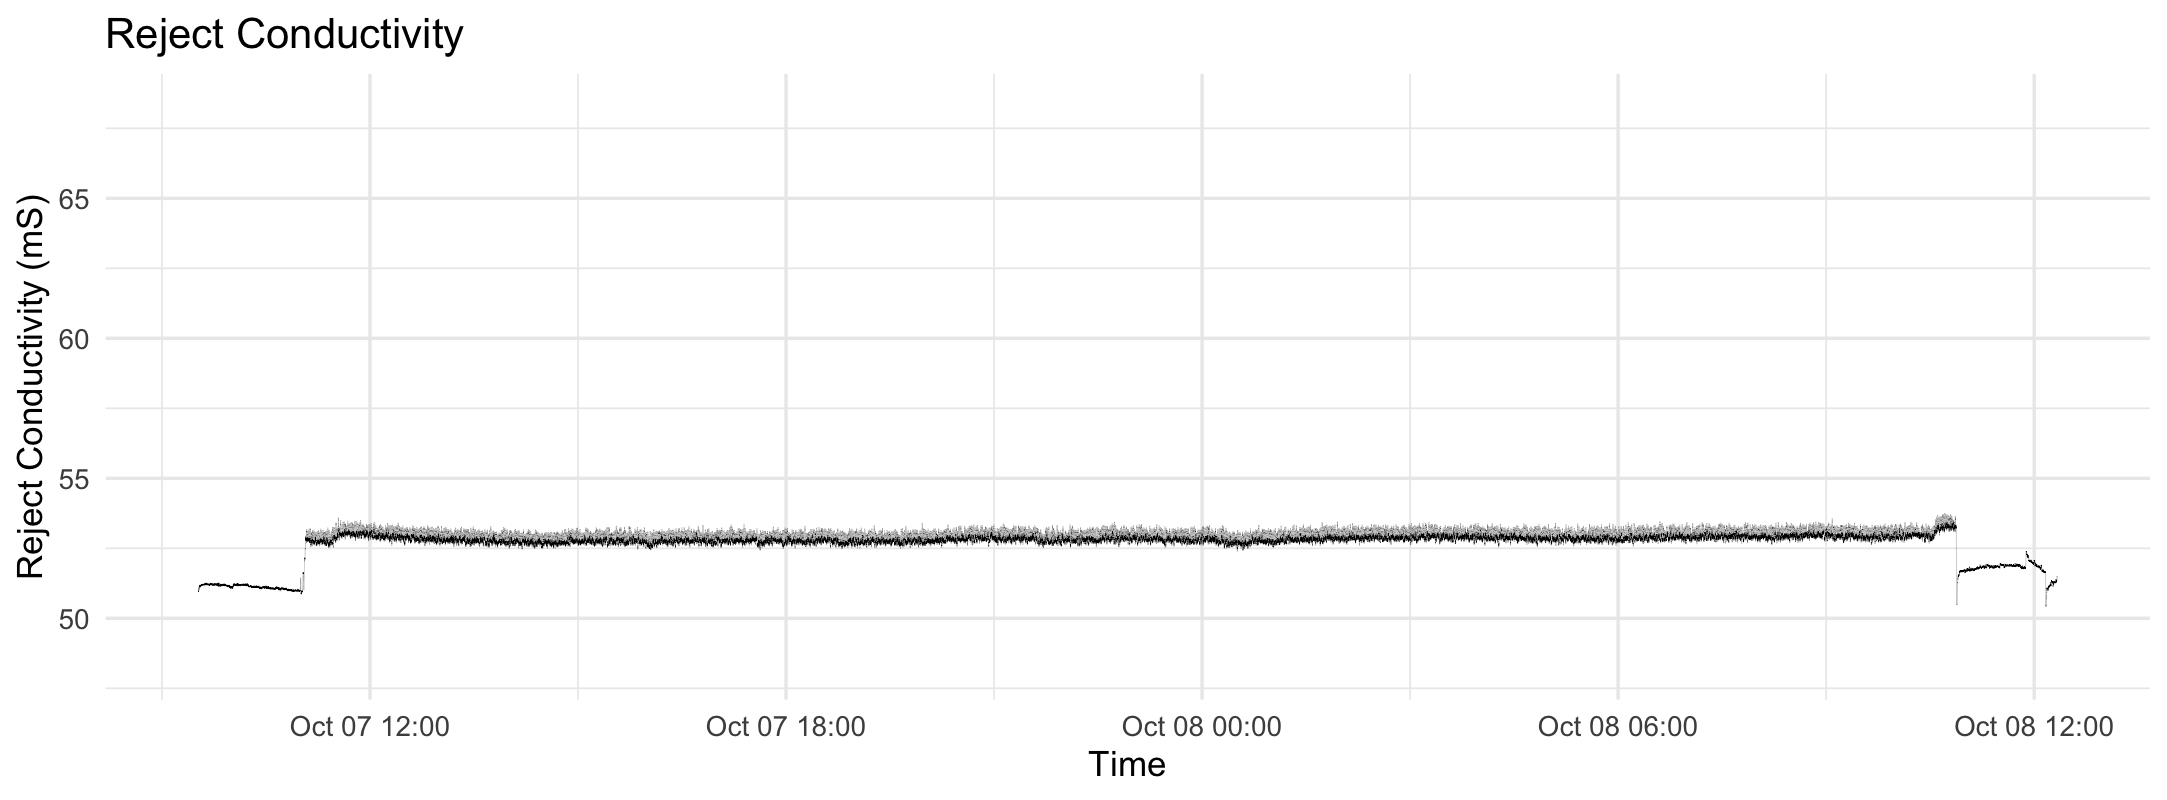 Reject Conductivity
Reject Conductivity (mS)
65
60
55
50
Oct 07 12:00
Oct 07 18:00
Oct 08 00:00
Oct 08 06:00
Oct 08 12:00
Time